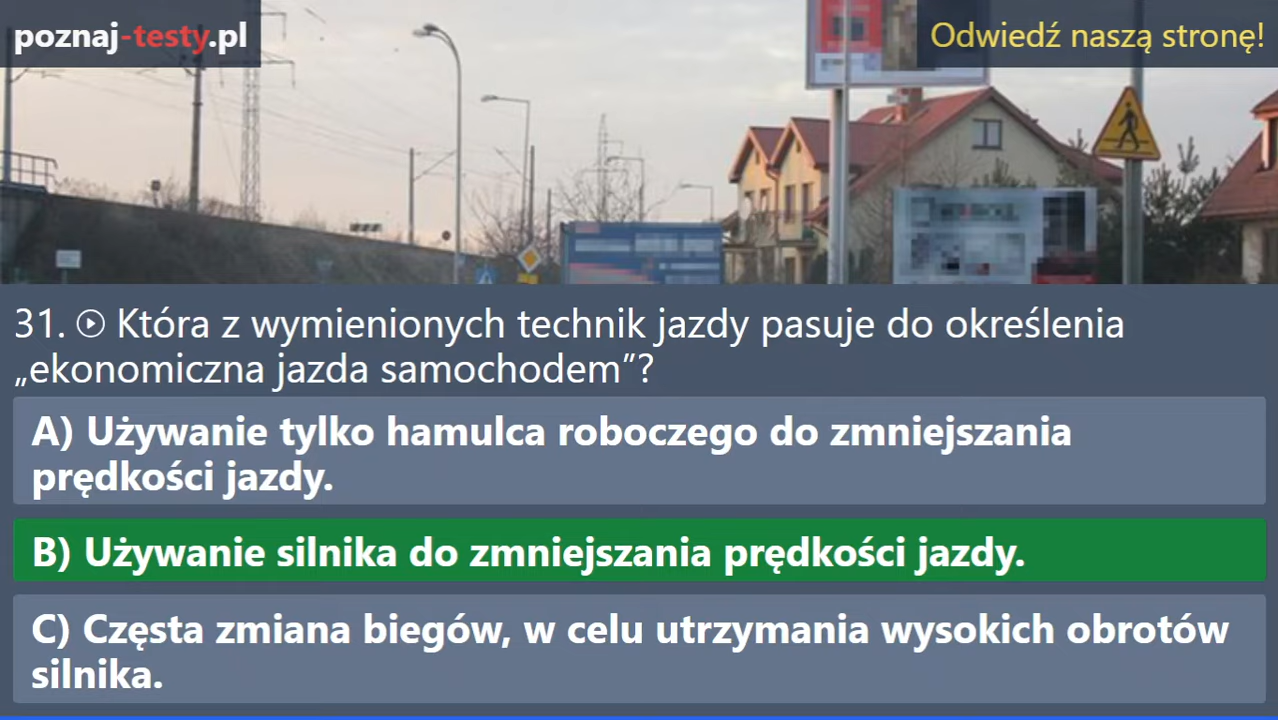 poznaj-testy.pl
Odwiedź naszą stronę!
31. Która z wymienionych technik jazdy pasuje do określenia
„ekonomiczna jazda samochodem”?
A) Używanie tylko hamulca roboczego do zmniejszania
prędkości jazdy.
B) Używanie silnika do zmniejszania prędkości jazdy.
C) Częsta zmiana biegów, w celu utrzymania wysokich obrotów
silnika.